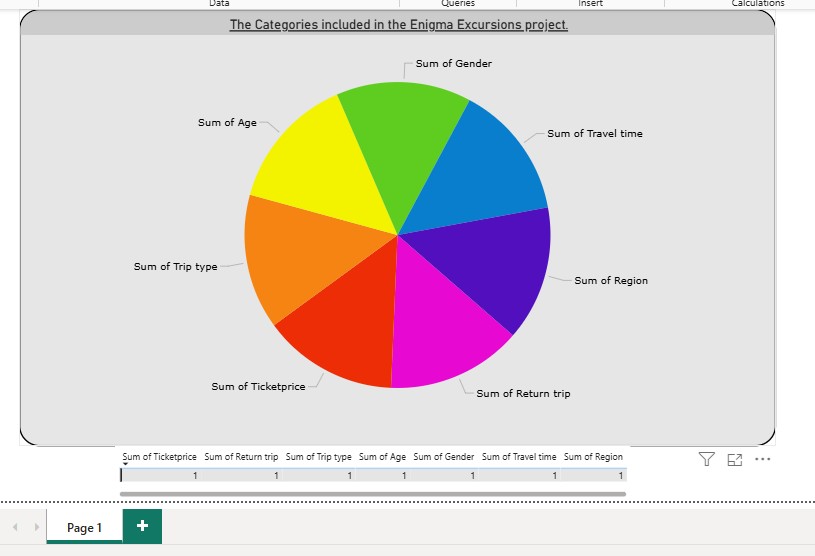 Data Queries Insert Calculations
The Categories included in the Enigma Excursions project.
Sum of Gender
Sum of Age
Sum of Travel time
Sum of Trip type
Sum of Region
Sum of Ticketprice
Sum of Return trip
Sum of Ticketprice Sum of Return trip Sum of Trip type Sum of Age Sum of Gender Sum of Travel time Sum of Region
1 1 1 1 1 1 1
Page 1 +